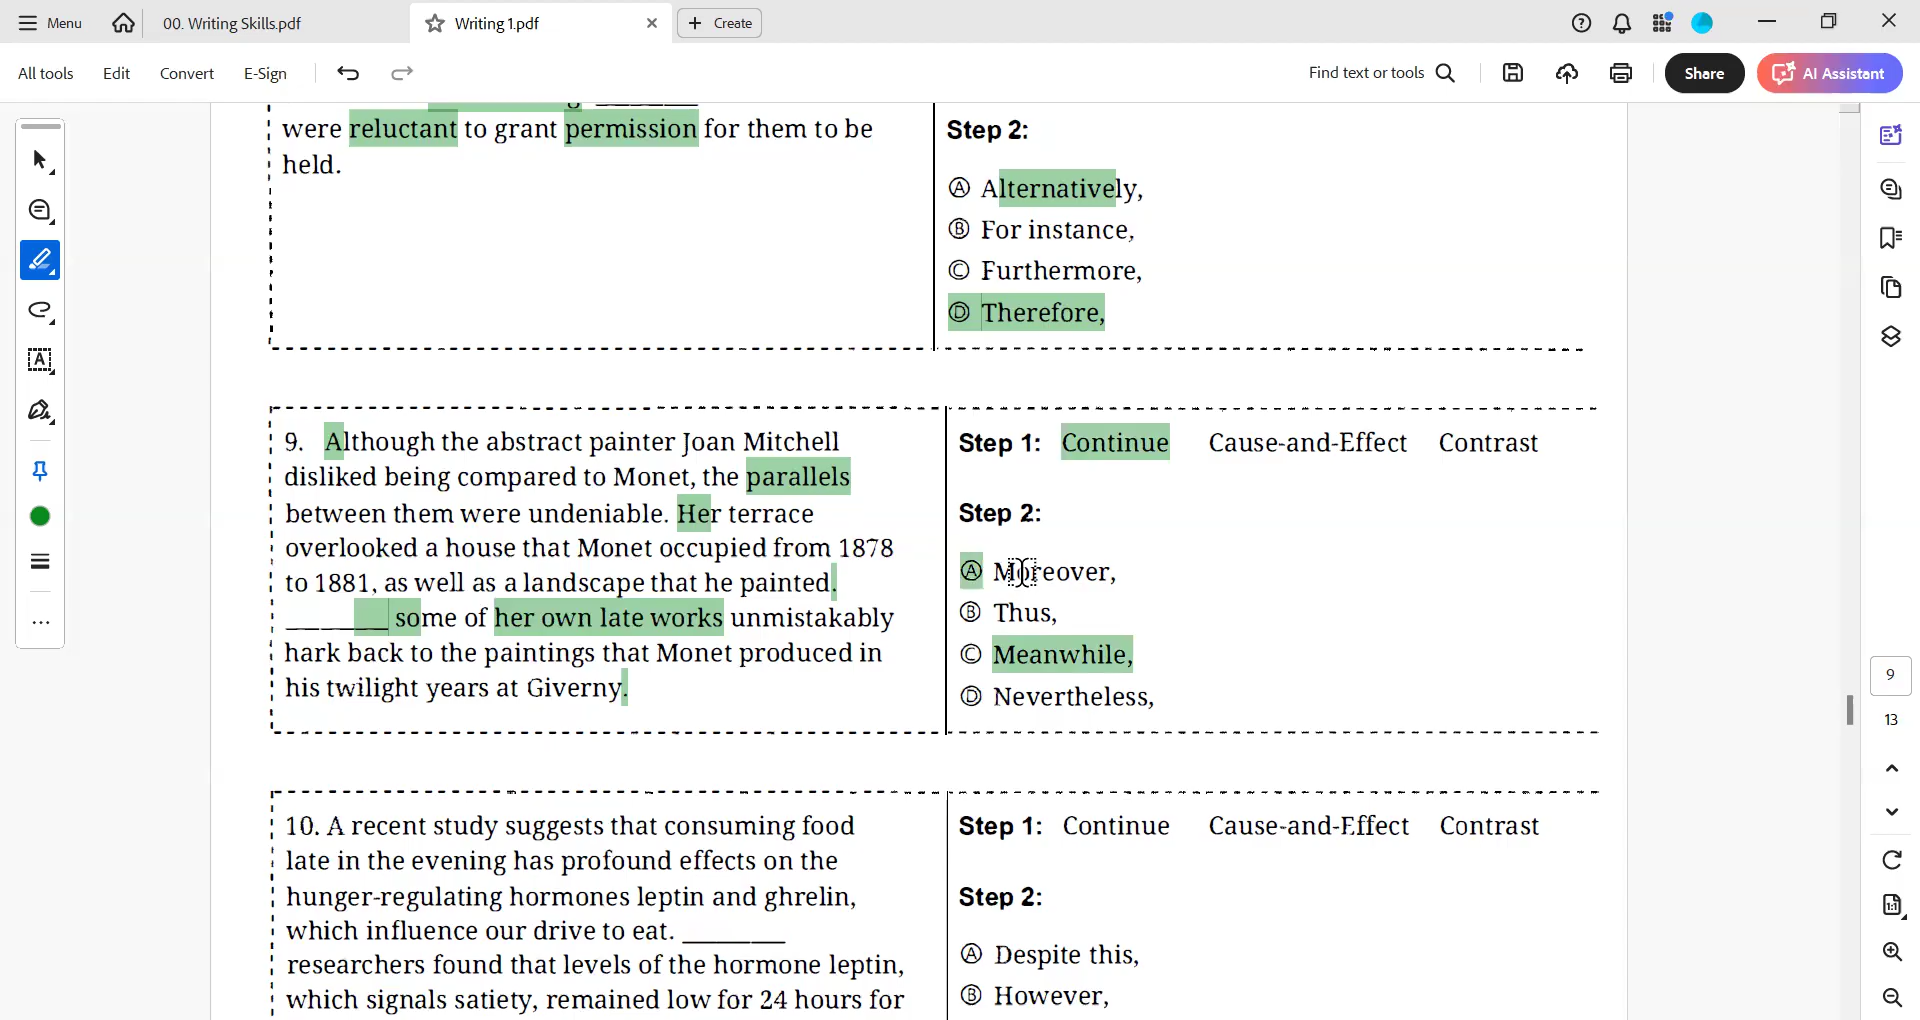 Menu
00. Writing Skills.pdf
Writing 1.pdf
Create
All tools
Edit
Convert
E-Sign
Find text or tools
Share
AI Assistant
were reluctant to grant permission for them to be
held.
Step 2:
Ⓐ Alternatively,
Ⓑ For instance,
Ⓒ Furthermore,
Ⓓ Therefore,
9. Although the abstract painter Joan Mitchell
disliked being compared to Monet, the parallels
between them were undeniable. Her terrace
overlooked a house that Monet occupied from 1878
to 1881, as well as a landscape that he painted.
________ some of her own late works unmistakably
hark back to the paintings that Monet produced in
his twilight years at Giverny.
Step 1: Continue Cause-and-Effect Contrast
Step 2:
Ⓐ Moreover,
Ⓑ Thus,
Ⓒ Meanwhile,
Ⓓ Nevertheless,
10. A recent study suggests that consuming food
late in the evening has profound effects on the
hunger-regulating hormones leptin and ghrelin,
which influence our drive to eat. ________
researchers found that levels of the hormone leptin,
which signals satiety, remained low for 24 hours for
Step 1: Continue Cause-and-Effect Contrast
Step 2:
Ⓐ Despite this,
Ⓑ However,
9
13